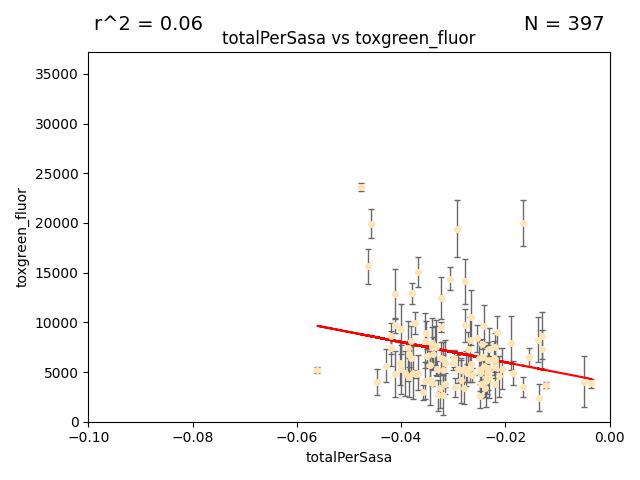 r^2 = 0.06
N = 397
totalPerSasa vs toxgreen_fluor
35000
30000
25000
20000
15000
10000
5000
0
toxgreen_fluor
−0.10
−0.08
−0.06
−0.04
−0.02
0.00
totalPerSasa